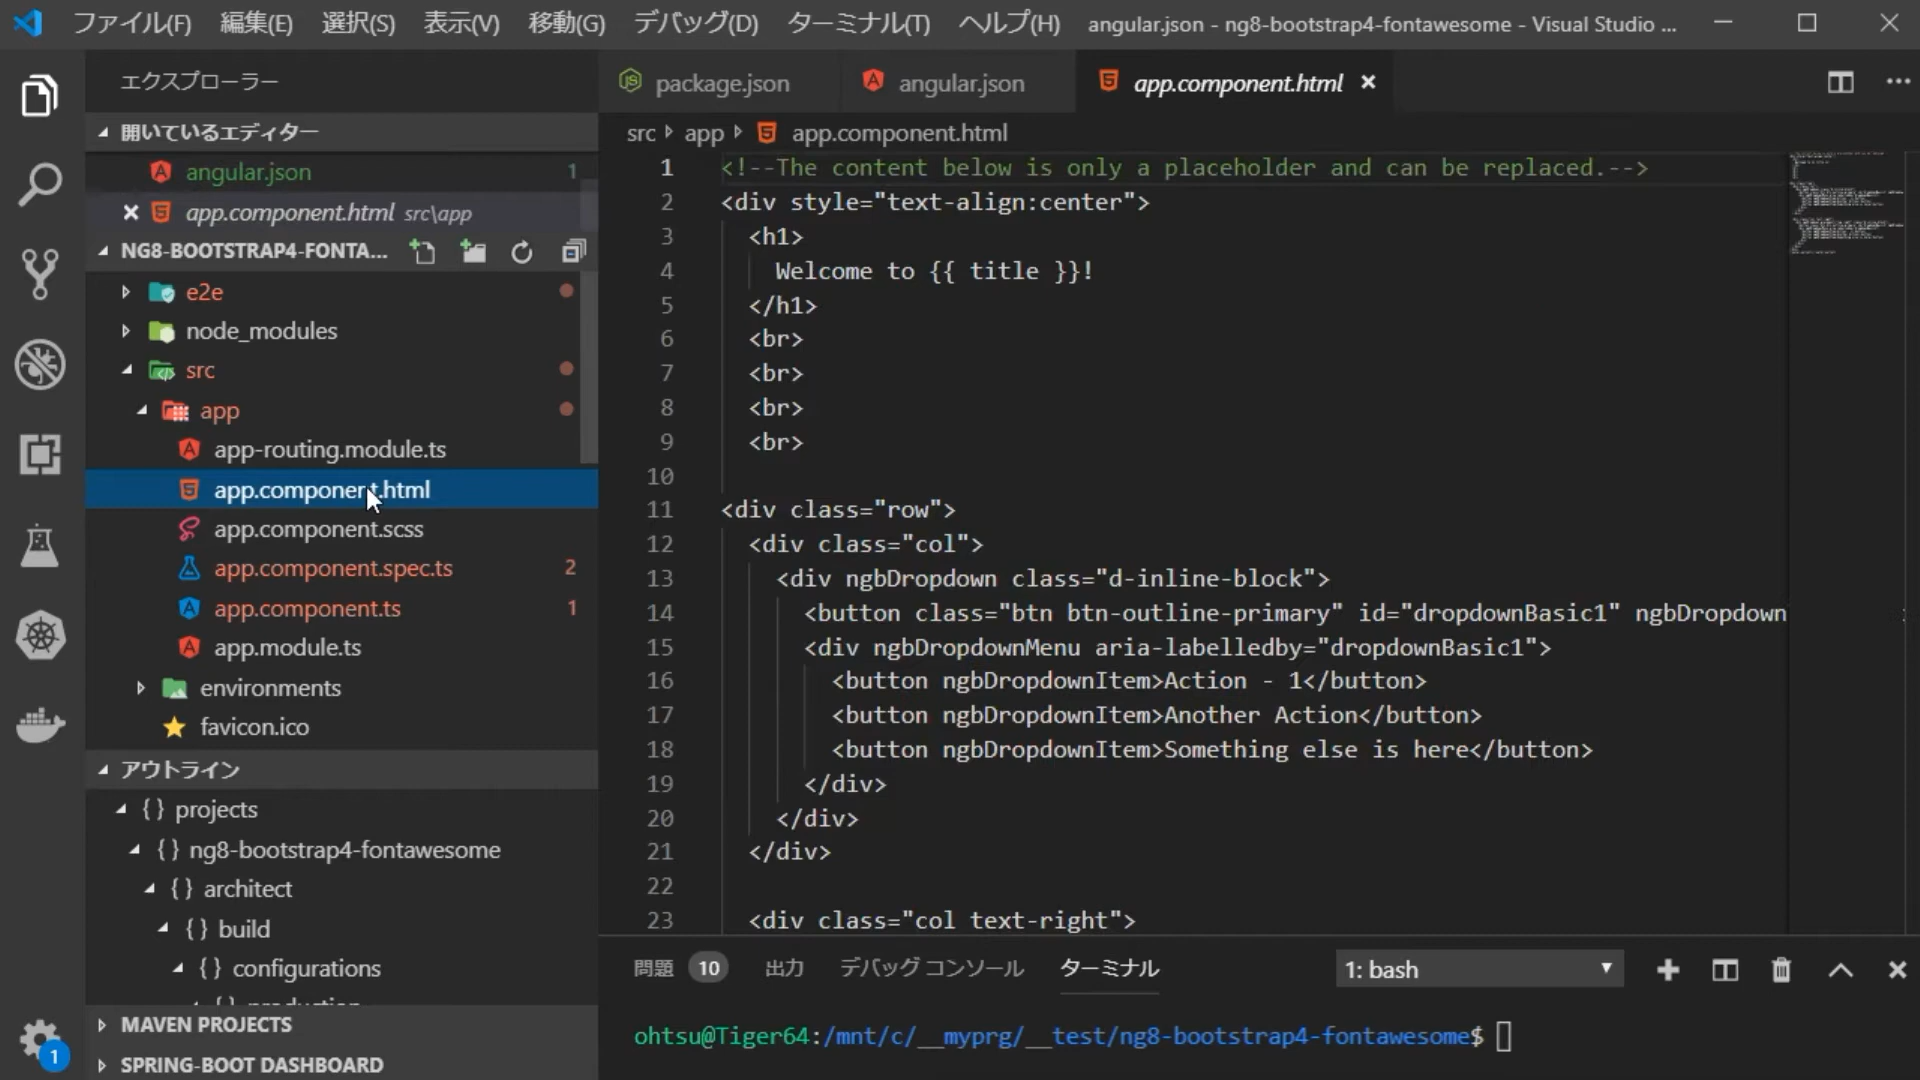 ファイル(F) 編集(E) 選択(S) 表示(V) 移動(G) デバッグ(D) ターミナル(T) ヘルプ(H) angular.json - ng8-bootstrap4-fontawesome - Visual Studio ...
エクスプローラー
開いているエディター
angular.json 1
app.component.html src\app
NG8-BOOTSTRAP4-FONTA...
e2e
node_modules
src
app
app-routing.module.ts
app.component.html
app.component.scss
app.component.spec.ts 2
app.component.ts 1
app.module.ts
environments
favicon.ico
アウトライン
{} projects
{} ng8-bootstrap4-fontawesome
{} architect
{} build
{} configurations
MAVEN PROJECTS
SPRING-BOOT DASHBOARD
1
package.json angular.json app.component.html
src app app.component.html
1 <!--The content below is only a placeholder and can be replaced.-->
2 <div style="text-align:center">
3 <h1>
4 Welcome to {{ title }}!
5 </h1>
6 <br>
7 <br>
8 <br>
9 <br>
10
11 <div class="row">
12 <div class="col">
13 <div ngbDropdown class="d-inline-block">
14 <button class="btn btn-outline-primary" id="dropdownBasic1" ngbDropdown
15 <div ngbDropdownMenu aria-labelledby="dropdownBasic1">
16 <button ngbDropdownItem>Action - 1</button>
17 <button ngbDropdownItem>Another Action</button>
18 <button ngbDropdownItem>Something else is here</button>
19 </div>
20 </div>
21 </div>
22
23 <div class="col text-right">
問題 10 出力 デバッグ コンソール ターミナル 1: bash
ohtsu@Tiger64:/mnt/c/__myprg/__test/ng8-bootstrap4-fontawesome$